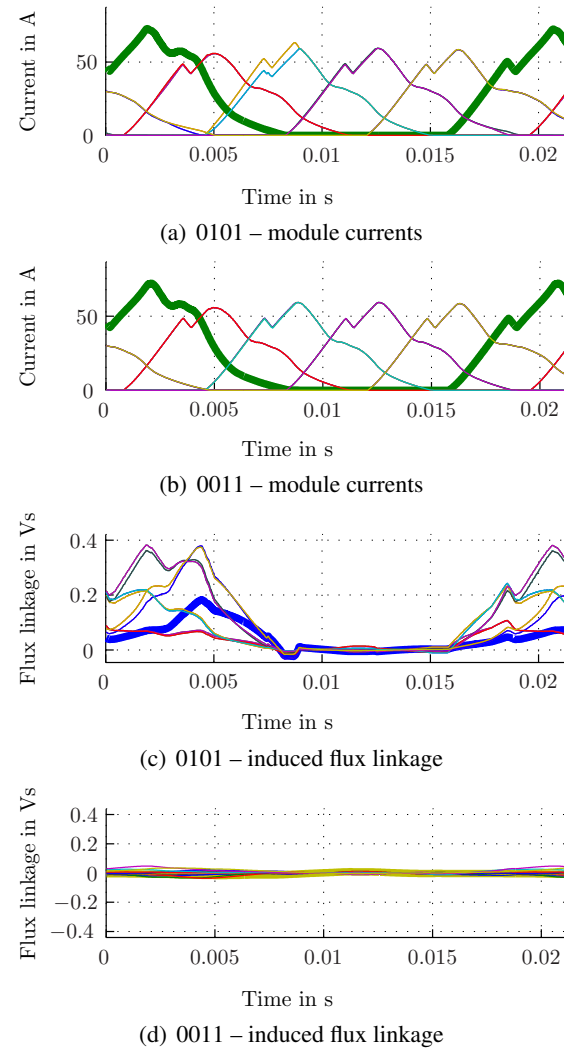 Current in A
50
0
0
0.005
0.01
0.015
0.02
Time in s
(a) 0101 – module currents
Current in A
50
0
0
0.005
0.01
0.015
0.02
Time in s
(b) 0011 – module currents
Flux linkage in Vs
0.4
0.2
0
0
0.005
0.01
0.015
0.02
Time in s
(c) 0101 – induced flux linkage
Flux linkage in Vs
0.4
0.2
0
−0.2
−0.4
0
0.005
0.01
0.015
0.02
Time in s
(d) 0011 – induced flux linkage